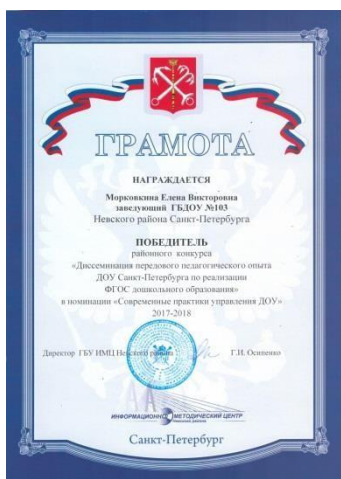 ГРАМОТА
НАГРАЖДАЕТСЯ
Морковкина Елена Викторовна
заведующий ГБДОУ №103
Невского района Санкт-Петербурга
ПОБЕДИТЕЛЬ
районного конкурса
«Диссеминация передового педагогического опыта
ДОУ Санкт-Петербурга по реализации
ФГОС дошкольного образования»
в номинации «Современные практики управления ДОУ»
2017-2018
Директор ГБУ ИМЦ Невского района Г.И. Осипенко
ИНФОРМАЦИОННО МЕТОДИЧЕСКИЙ ЦЕНТР
Санкт-Петербург